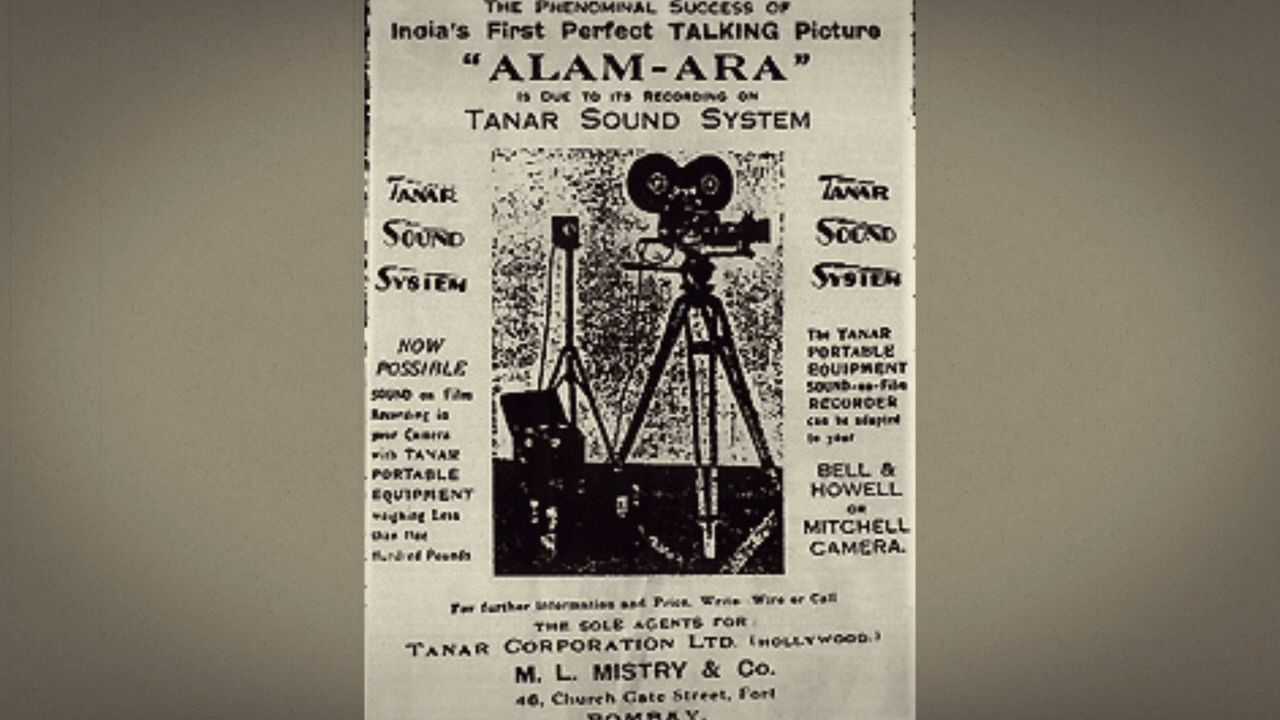 THE PHENOMINAL SUCCESS OF
India's First Perfect TALKING Picture
"ALAM-ARA"
IS DUE TO ITS RECORDING ON
TANAR SOUND SYSTEM
TANAR
SOUND
SYSTEM
NOW
POSSIBLE
SOUND on Film
Recording in
your Camera
with TANAR
PORTABLE
EQUIPMENT
weighing Less
than
Hundred Pounds
TANAR
SOUND
SYSTEM
The TANAR
PORTABLE
EQUIPMENT
SOUND-on-Film
RECORDER
can be adapted
to your
BELL &
HOWELL
OR
MITCHELL
CAMERA.
For further information and Price, Write Wire or Call
THE SOLE AGENTS FOR:
TANAR CORPORATION LTD. (HOLLYWOOD.)
M. L. MISTRY & Co.
46, Church Gate Street, Fort
BOMBAY.